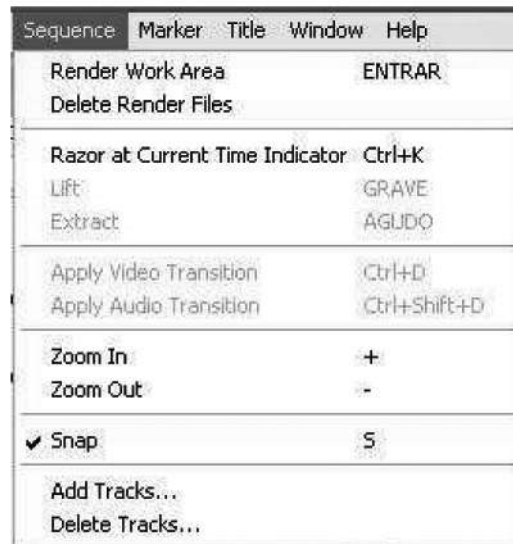 Sequence Marker Title Window Help
Render Work Area ENTRAR
Delete Render Files
Razor at Current Time Indicator Ctrl+K
Lift GRAVE
Extract AGUDO
Apply Video Transition Ctrl+D
Apply Audio Transition Ctrl+Shift+D
Zoom In +
Zoom Out -
Snap S
Add Tracks...
Delete Tracks...